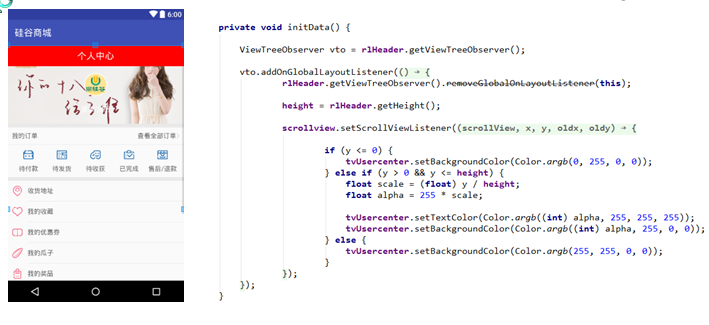 6:00
硅谷商城
个人中心
我的订单 查看全部订单
待付款 待发货 待收获 已完成 售后/退款
收货地址
我的收藏
我的优惠券
我的瓜子
我的奖品
private void initData() {
ViewTreeObserver vto = rlHeader.getViewTreeObserver();
vto.addOnGlobalLayoutListener(() → {
rlHeader.getViewTreeObserver().removeGlobalOnLayoutListener(this);
height = rlHeader.getHeight();
scrollview.setScrollViewListener((scrollView, x, y, oldx, oldy) → {
if (y <= 0) {
tvUsercenter.setBackgroundColor(Color.argb(0, 255, 0, 0));
} else if (y > 0 && y <= height) {
float scale = (float) y / height;
float alpha = 255 * scale;
tvUsercenter.setTextColor(Color.argb((int) alpha, 255, 255, 255));
tvUsercenter.setBackgroundColor(Color.argb((int) alpha, 255, 0, 0));
} else {
tvUsercenter.setBackgroundColor(Color.argb(255, 255, 0, 0));
}
});
});
}